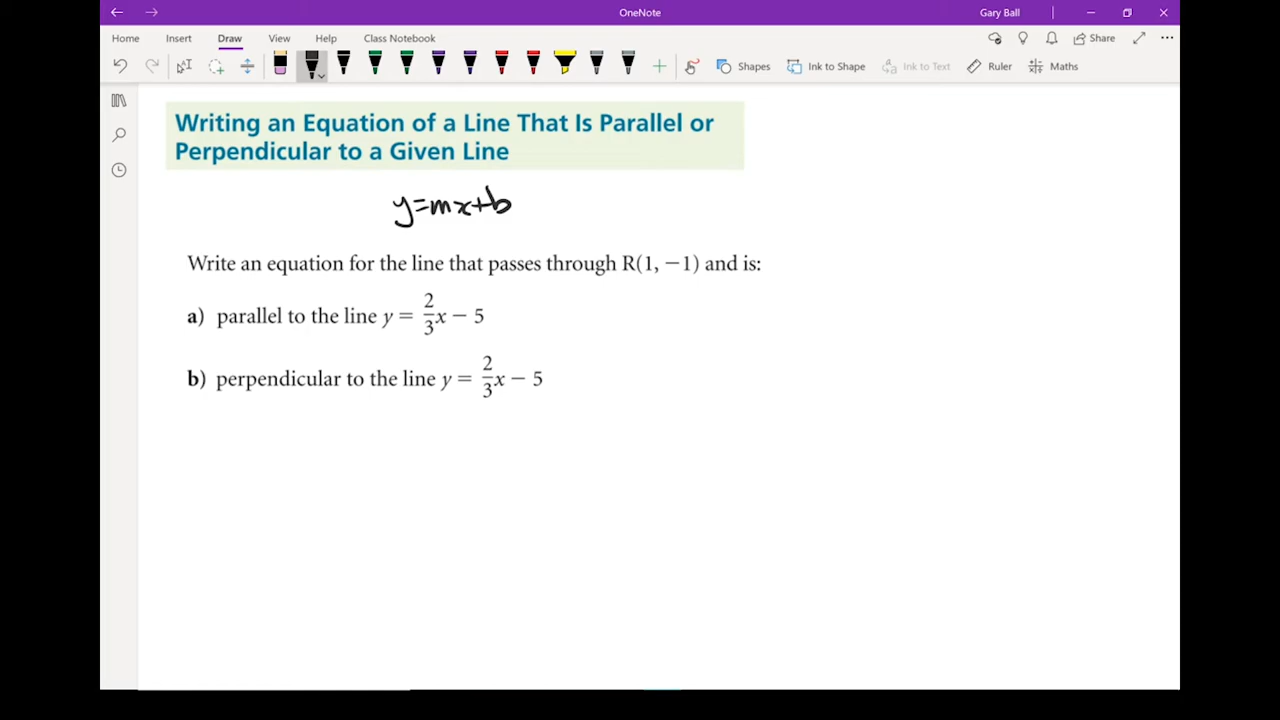 OneNote
Gary Ball
Home Insert Draw View Help Class Notebook
Share
Shapes Ink to Shape Ink to Text Ruler Maths
Writing an Equation of a Line That Is Parallel or
Perpendicular to a Given Line
y=mx+b
Write an equation for the line that passes through R(1, −1) and is:
a) parallel to the line y = 2/3 x − 5
b) perpendicular to the line y = 2/3 x − 5